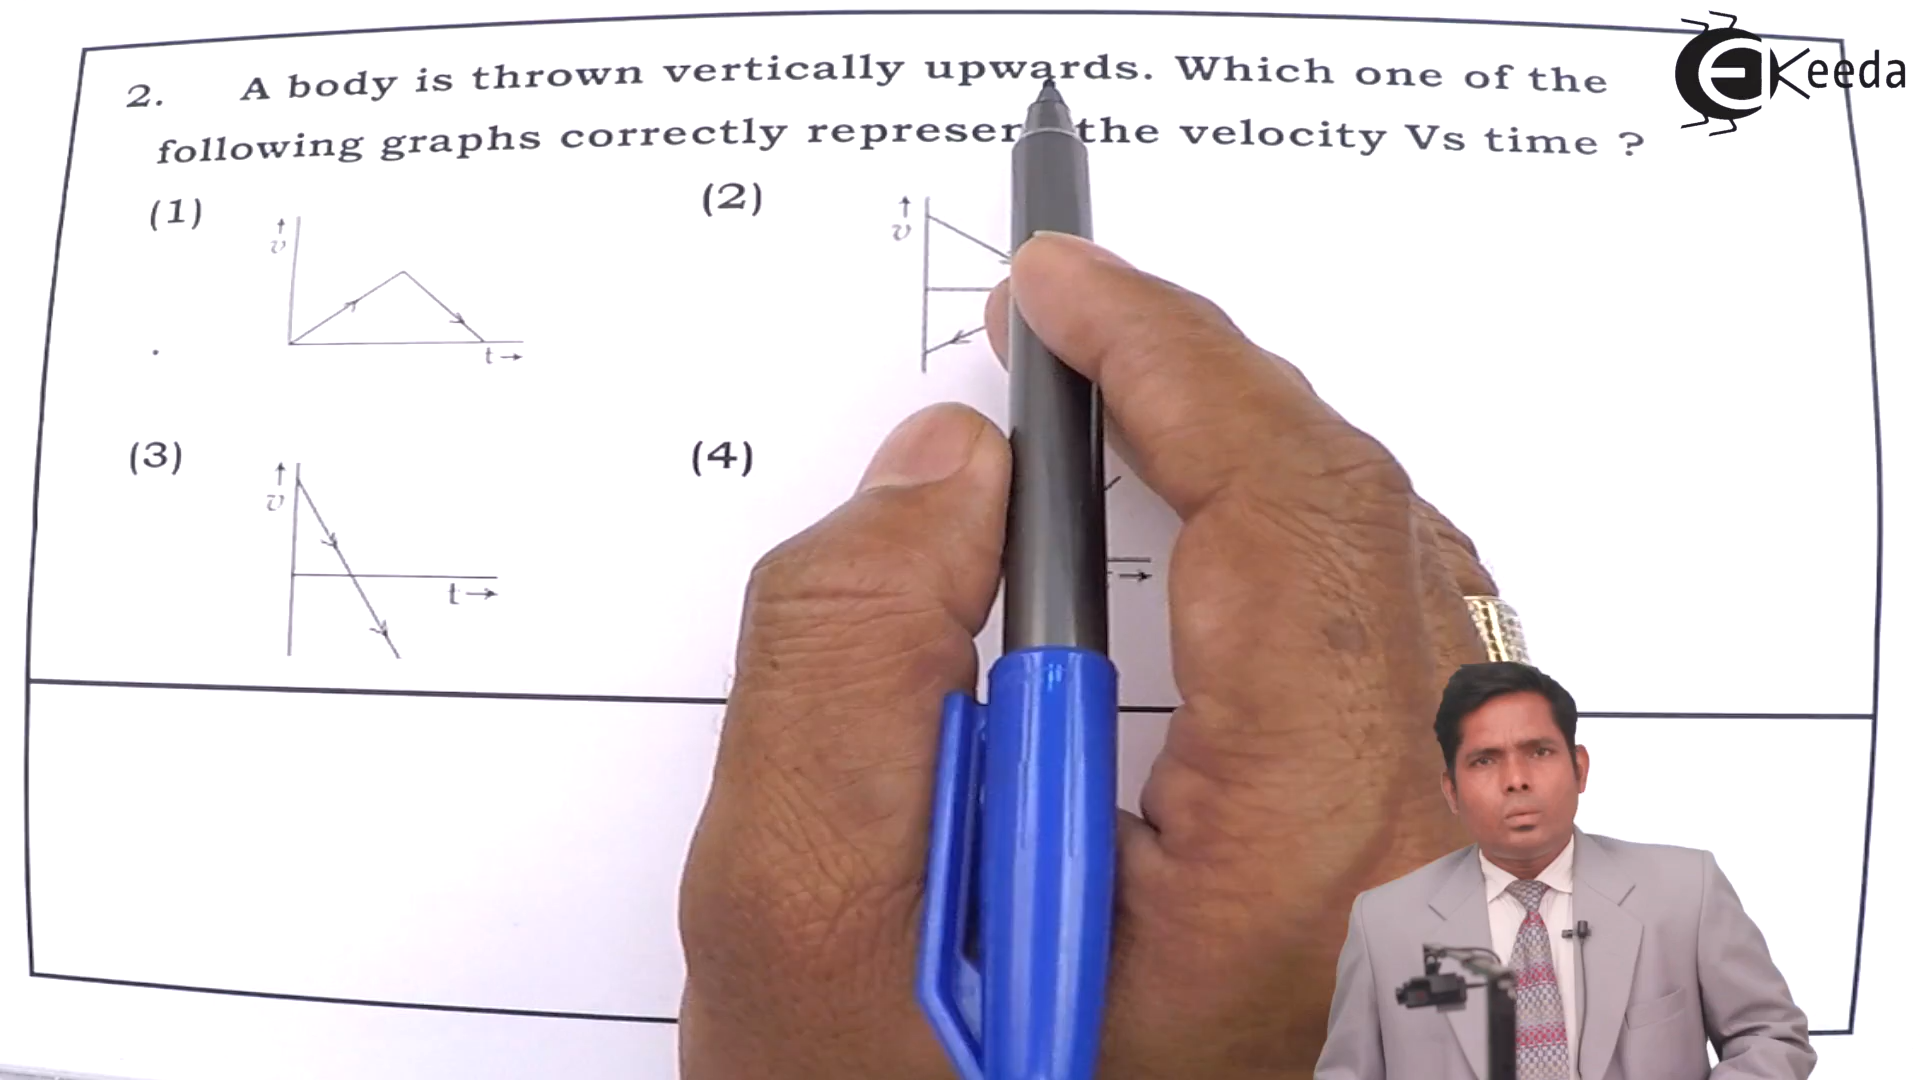 Keeda
2. A body is thrown vertically upwards. Which one of the
following graphs correctly the velocity Vs time ?
(1)
(2)
v
v
t
(3)
(4)
v
t